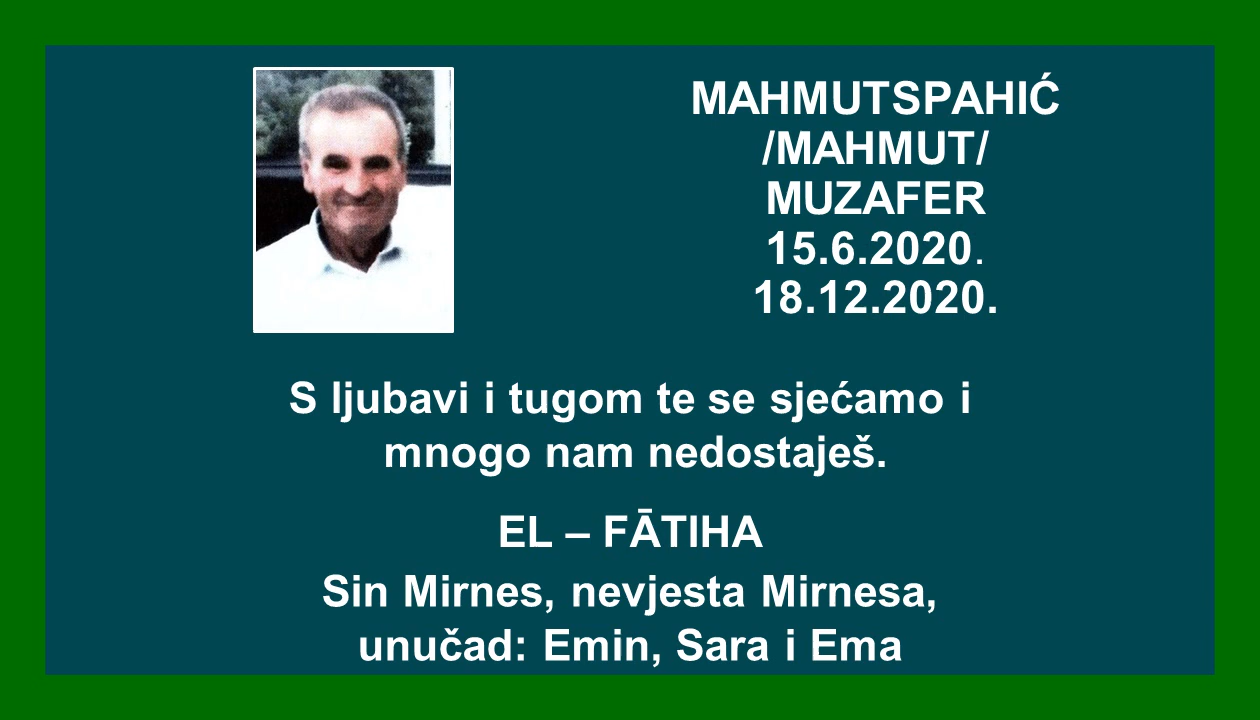 MAHMUTSPAHIĆ
/MAHMUT/
MUZAFER
15.6.2020.
18.12.2020.
S ljubavi i tugom te se sjećamo i
mnogo nam nedostaješ.
EL – FĀTIHA
Sin Mirnes, nevjesta Mirnesa,
unučad: Emin, Sara i Ema